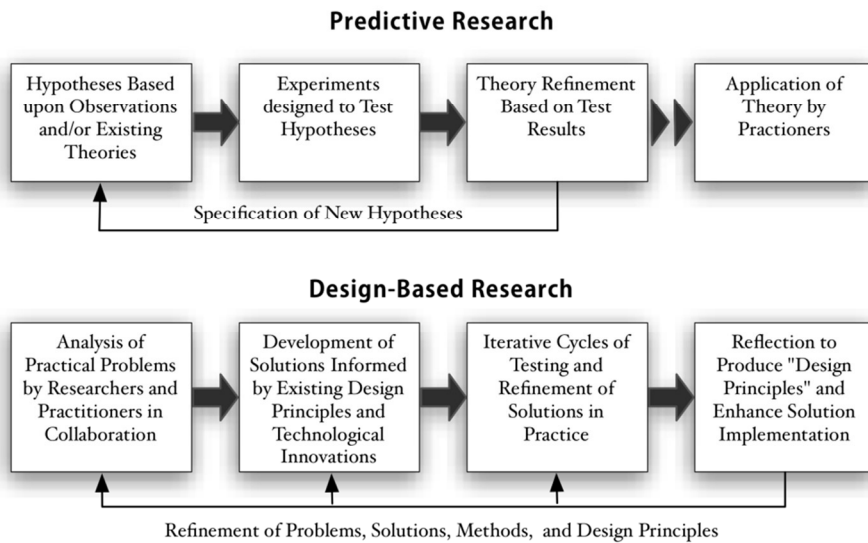 Predictive Research
Hypotheses Based
upon Observations
and/or Existing
Theories
Experiments
designed to Test
Hypotheses
Theory Refinement
Based on Test
Results
Application of
Theory by
Practioners
Specification of New Hypotheses
Design-Based Research
Analysis of
Practical Problems
by Researchers and
Practitioners in
Collaboration
Development of
Solutions Informed
by Existing Design
Principles and
Technological
Innovations
Iterative Cycles of
Testing and
Refinement of
Solutions in
Practice
Reflection to
Produce "Design
Principles" and
Enhance Solution
Implementation
Refinement of Problems, Solutions, Methods, and Design Principles